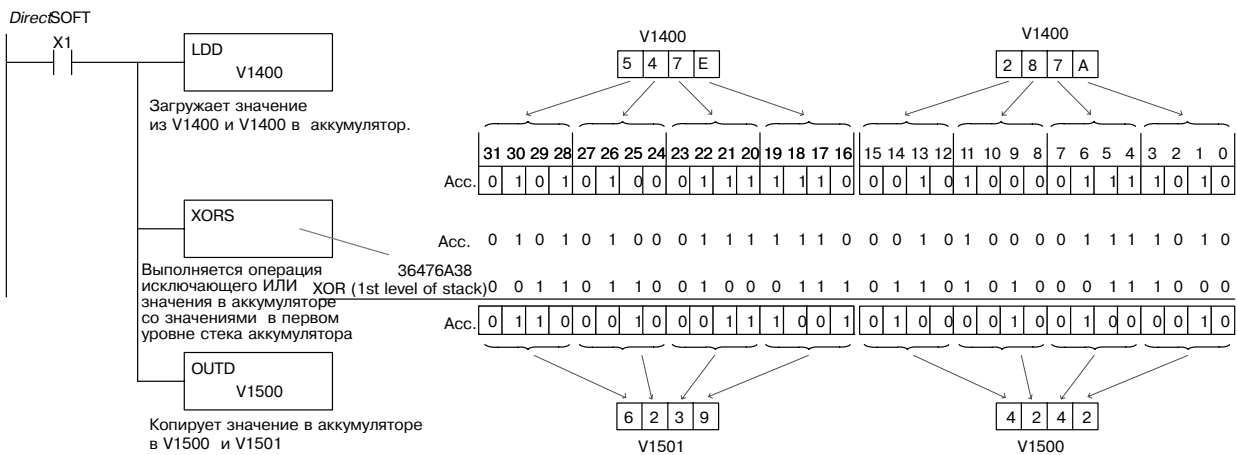 DirectSOFT
X1
LDD
V1400
Загружает значение
из V1400 и V1400 в аккумулятор.
V1400
5 4 7 E
V1400
2 8 7 A
31 30 29 28 27 26 25 24 23 22 21 20 19 18 17 16 15 14 13 12 11 10 9 8 7 6 5 4 3 2 1 0
Acc. 0 1 0 1 0 1 0 0 0 1 1 1 1 1 1 0 0 0 1 0 1 0 0 0 0 1 1 1 1 0 1 0
XORS
Acc. 0 1 0 1 0 1 0 0 0 1 1 1 1 1 1 0 0 0 1 0 1 0 0 0 0 1 1 1 1 0 1 0
Выполняется операция
исключающего ИЛИ
значения в аккумуляторе
со значениями в первом
уровне стека аккумулятора
36476A38
XOR (1st level of stack) 0 0 1 1 0 1 1 0 0 1 0 0 0 1 1 1 0 1 1 0 1 0 1 0 0 0 1 1 1 0 0 0
Acc. 0 1 1 0 0 0 1 0 0 0 1 1 1 0 0 1 0 1 0 0 0 0 1 0 0 1 0 0 0 0 1 0
OUTD
V1500
Копирует значение в аккумуляторе
в V1500 и V1501
6 2 3 9
V1501
4 2 4 2
V1500